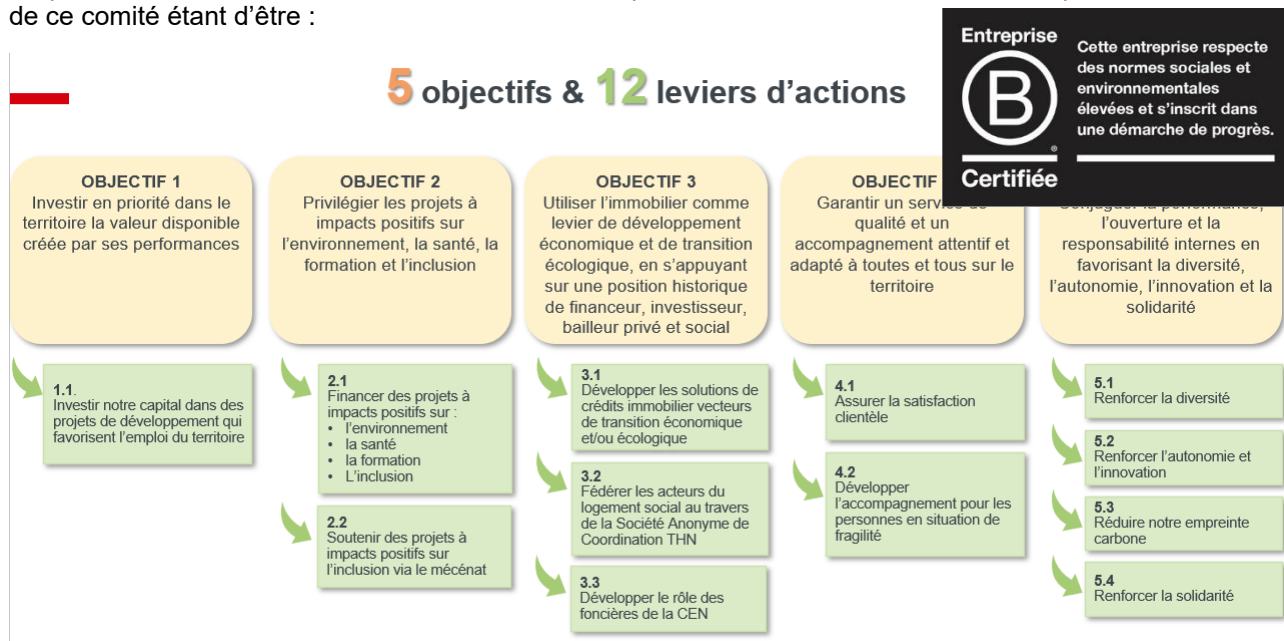 de ce comité étant d'être :
5 objectifs & 12 leviers d'actions
Entreprise
B
®
Certifiée
Cette entreprise respecte
des normes sociales et
environnementales
élevées et s'inscrit dans
une démarche de progrès.
OBJECTIF 1
Investir en priorité dans le
territoire la valeur disponible
créée par ses performances
OBJECTIF 2
Privilégier les projets à
impacts positifs sur
l'environnement, la santé, la
formation et l'inclusion
OBJECTIF 3
Utiliser l'immobilier comme
levier de développement
économique et de transition
écologique, en s'appuyant
sur une position historique
de financeur, investisseur,
bailleur privé et social
OBJECTIF
Garantir un service de
qualité et un
accompagnement attentif et
adapté à toutes et tous sur le
territoire
Conjuguer la performance,
l'ouverture et la
responsabilité internes en
favorisant la diversité,
l'autonomie, l'innovation et la
solidarité
1.1.
Investir notre capital dans des
projets de développement qui
favorisent l'emploi du territoire
2.1
Financer des projets à
impacts positifs sur :
• l'environnement
• la santé
• la formation
• L'inclusion
2.2
Soutenir des projets à
impacts positifs sur
l'inclusion via le mécénat
3.1
Développer les solutions de
crédits immobilier vecteurs
de transition économique
et/ou écologique
3.2
Fédérer les acteurs du
logement social au travers
de la Société Anonyme de
Coordination THN
3.3
Développer le rôle des
foncières de la CEN
4.1
Assurer la satisfaction
clientèle
4.2
Développer
l'accompagnement pour les
personnes en situation de
fragilité
5.1
Renforcer la diversité
5.2
Renforcer l'autonomie et
l'innovation
5.3
Réduire notre empreinte
carbone
5.4
Renforcer la solidarité